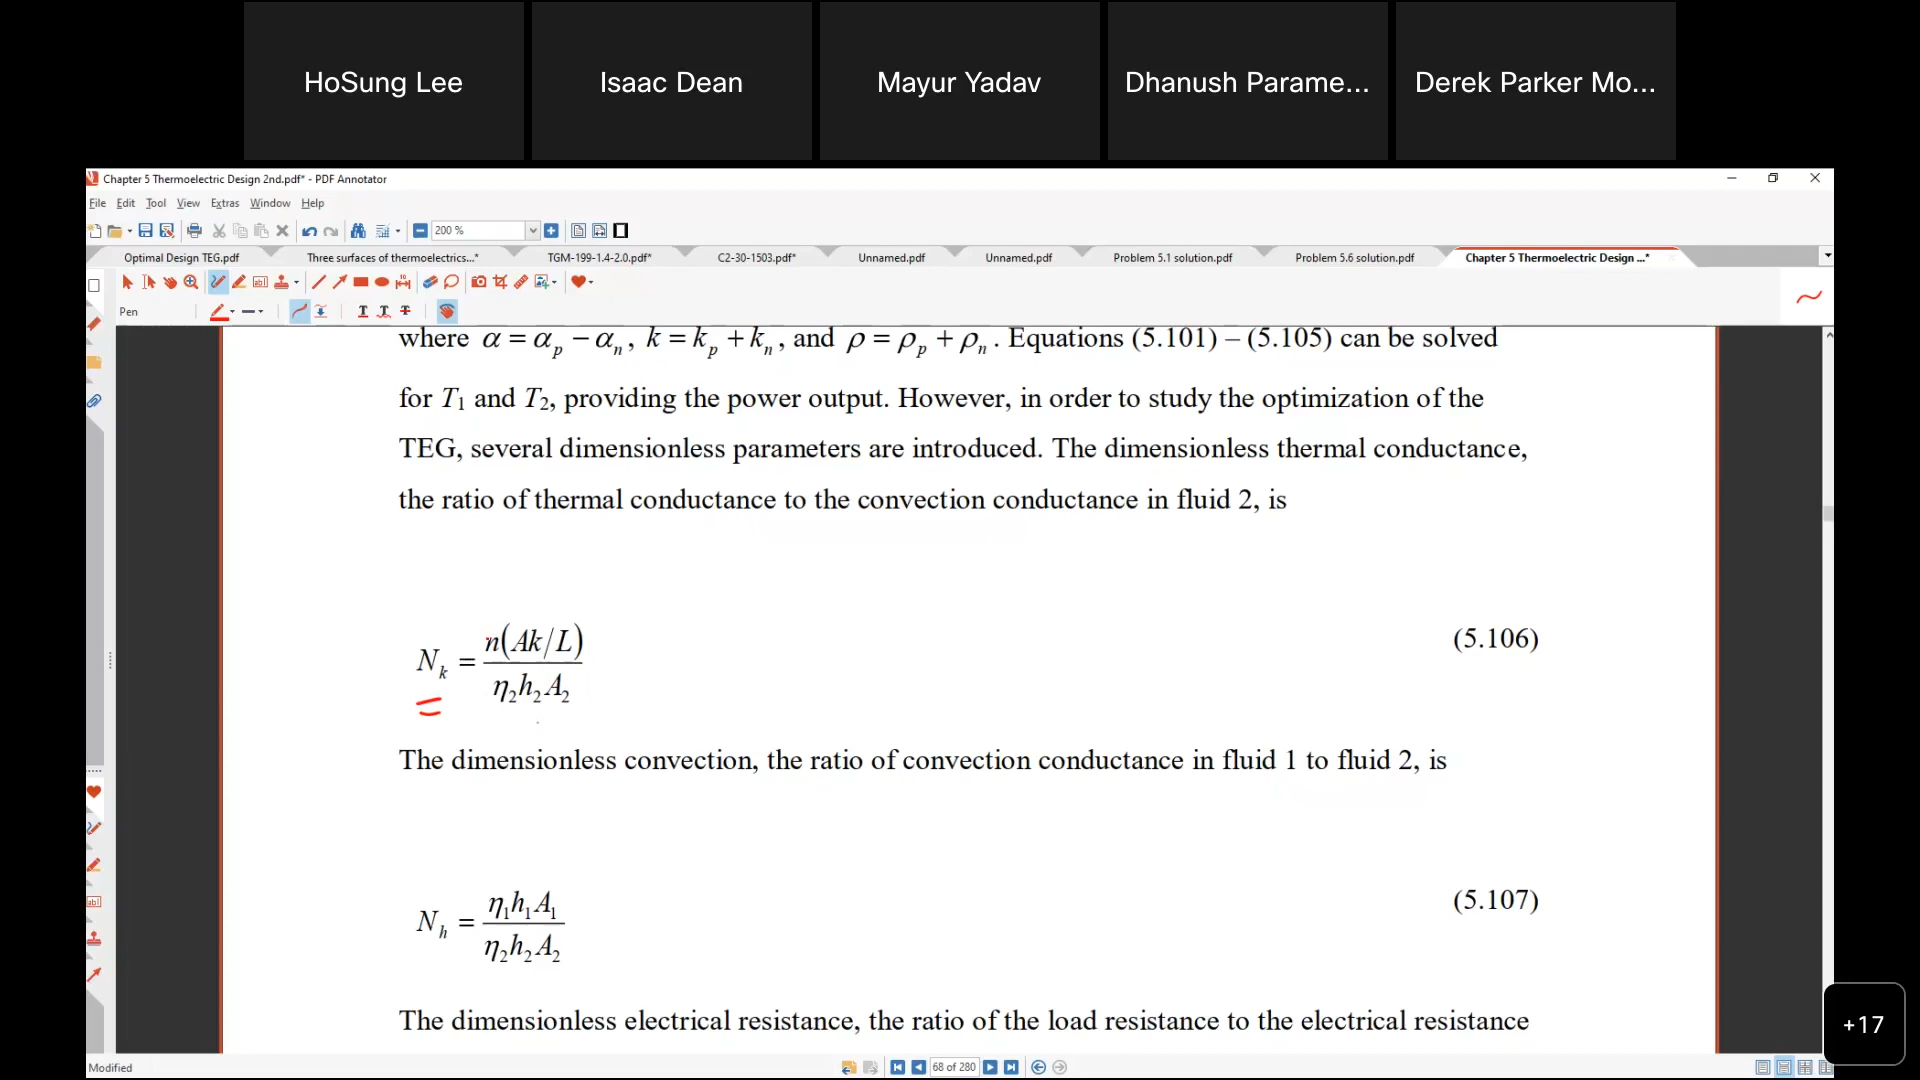 HoSung Lee
Isaac Dean
Mayur Yadav
Dhanush Parame...
Derek Parker Mo...
Chapter 5 Thermoelectric Design 2nd.pdf* - PDF Annotator
File Edit Tool View Extras Window Help
200 %
Optimal Design TEG.pdf
Three surfaces of thermoelectrics...*
TGM-199-1.4-2.0.pdf*
C2-30-1503.pdf*
Unnamed.pdf
Unnamed.pdf
Problem 5.1 solution.pdf
Problem 5.6 solution.pdf
Chapter 5 Thermoelectric Design ...*
Pen
where α = αp − αn, k = kp + kn, and ρ = ρp + ρn. Equations (5.101) – (5.105) can be solved
for T1 and T2, providing the power output. However, in order to study the optimization of the
TEG, several dimensionless parameters are introduced. The dimensionless thermal conductance,
the ratio of thermal conductance to the convection conductance in fluid 2, is
Nk = n(Ak/L) / η2h2A2 (5.106)
The dimensionless convection, the ratio of convection conductance in fluid 1 to fluid 2, is
Nh = η1h1A1 / η2h2A2 (5.107)
The dimensionless electrical resistance, the ratio of the load resistance to the electrical resistance
+17
Modified
68 of 280